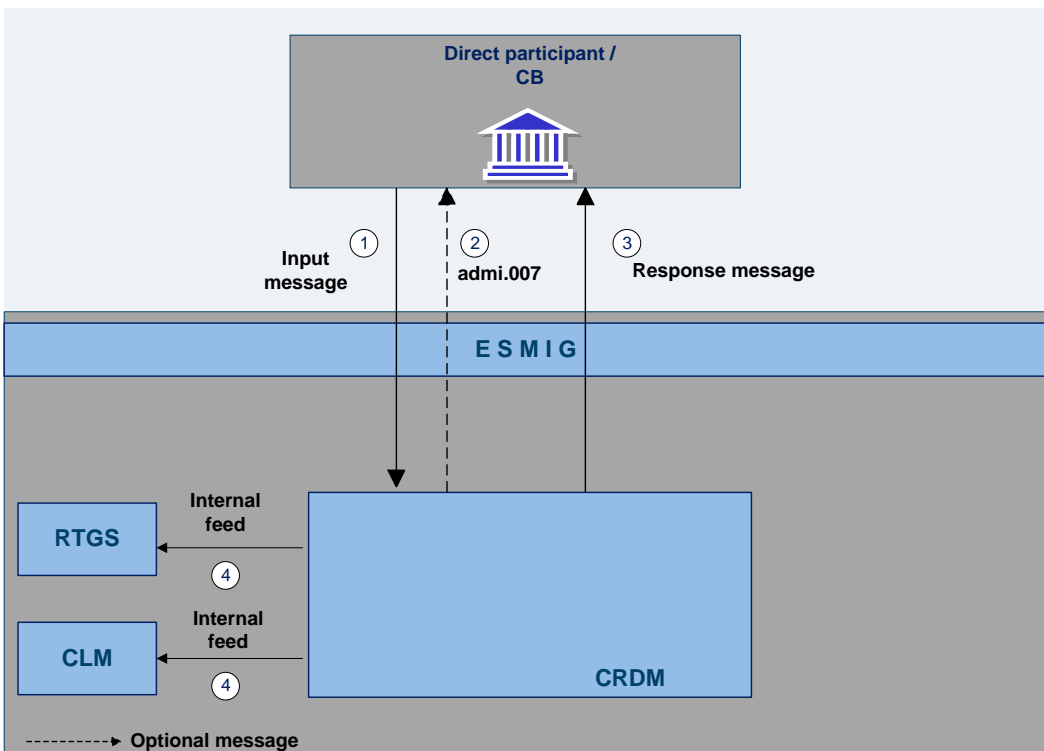 Direct participant /
CB
1
2
3
Input
message
admi.007
Response message
E S M I G
Internal
feed
RTGS
4
Internal
feed
CLM
4
CRDM
Optional message